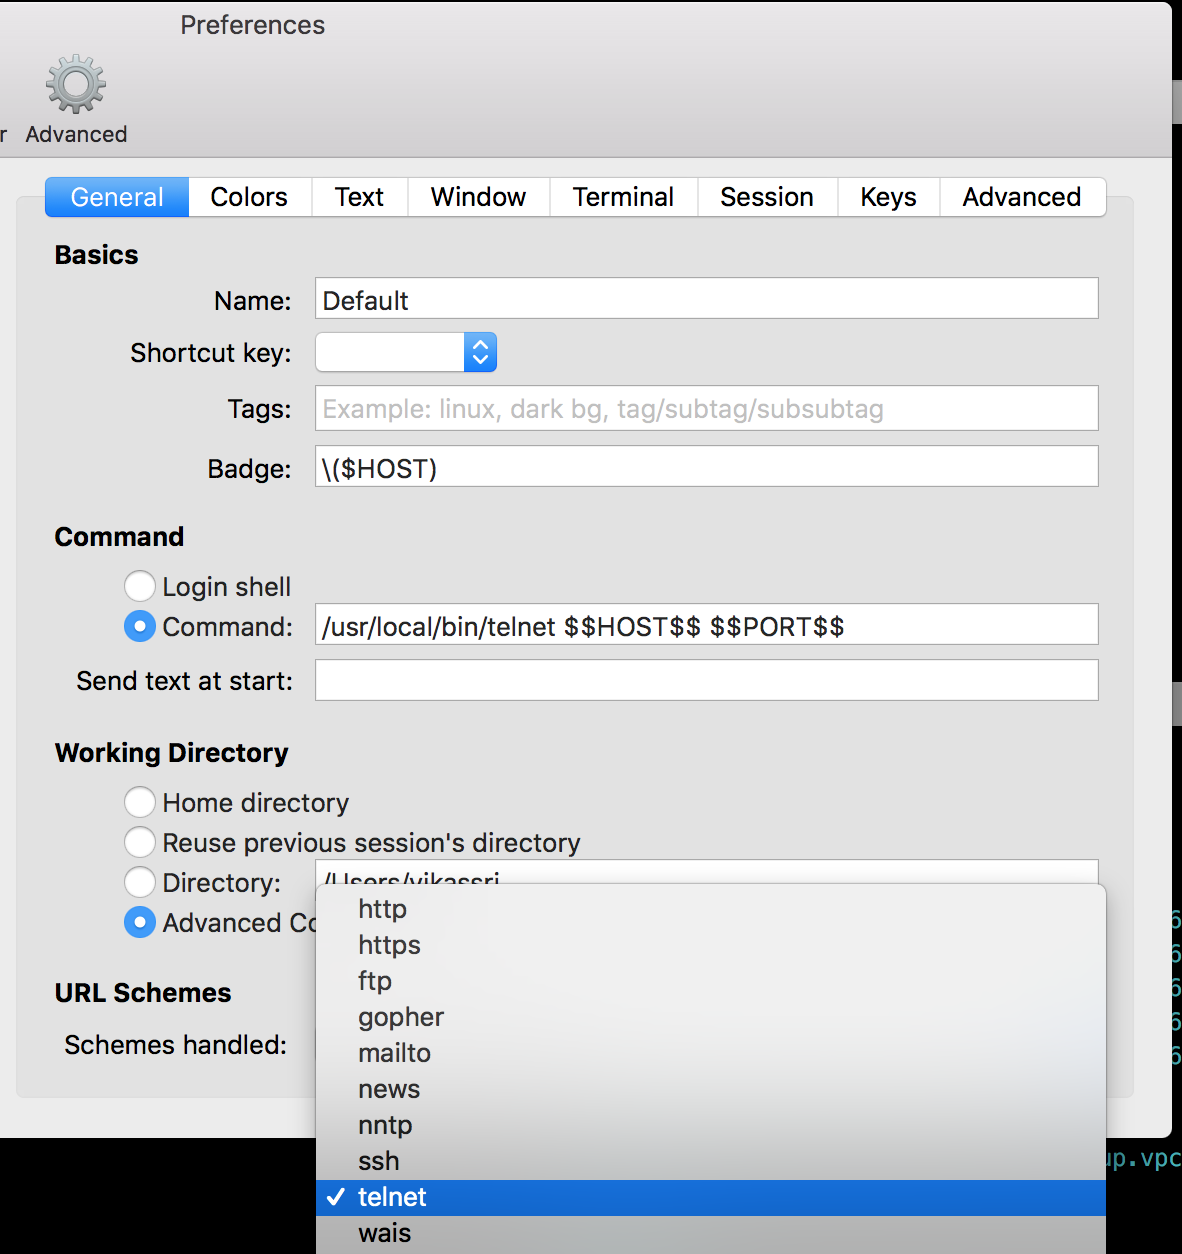 Preferences
r Advanced
General Colors Text Window Terminal Session Keys Advanced
Basics
Name: Default
Shortcut key:
Tags: Example: linux, dark bg, tag/subtag/subsubtag
Badge: \($HOST)
Command
Login shell
Command: /usr/local/bin/telnet $$HOST$$ $$PORT$$
Send text at start:
Working Directory
Home directory
Reuse previous session's directory
Directory: /Users/vikassri
Advanced Co
http
https
ftp
URL Schemes
gopher
Schemes handled:
mailto
news
nntp
ssh
✓ telnet
wais
6
6
6
6
6
up.vpc